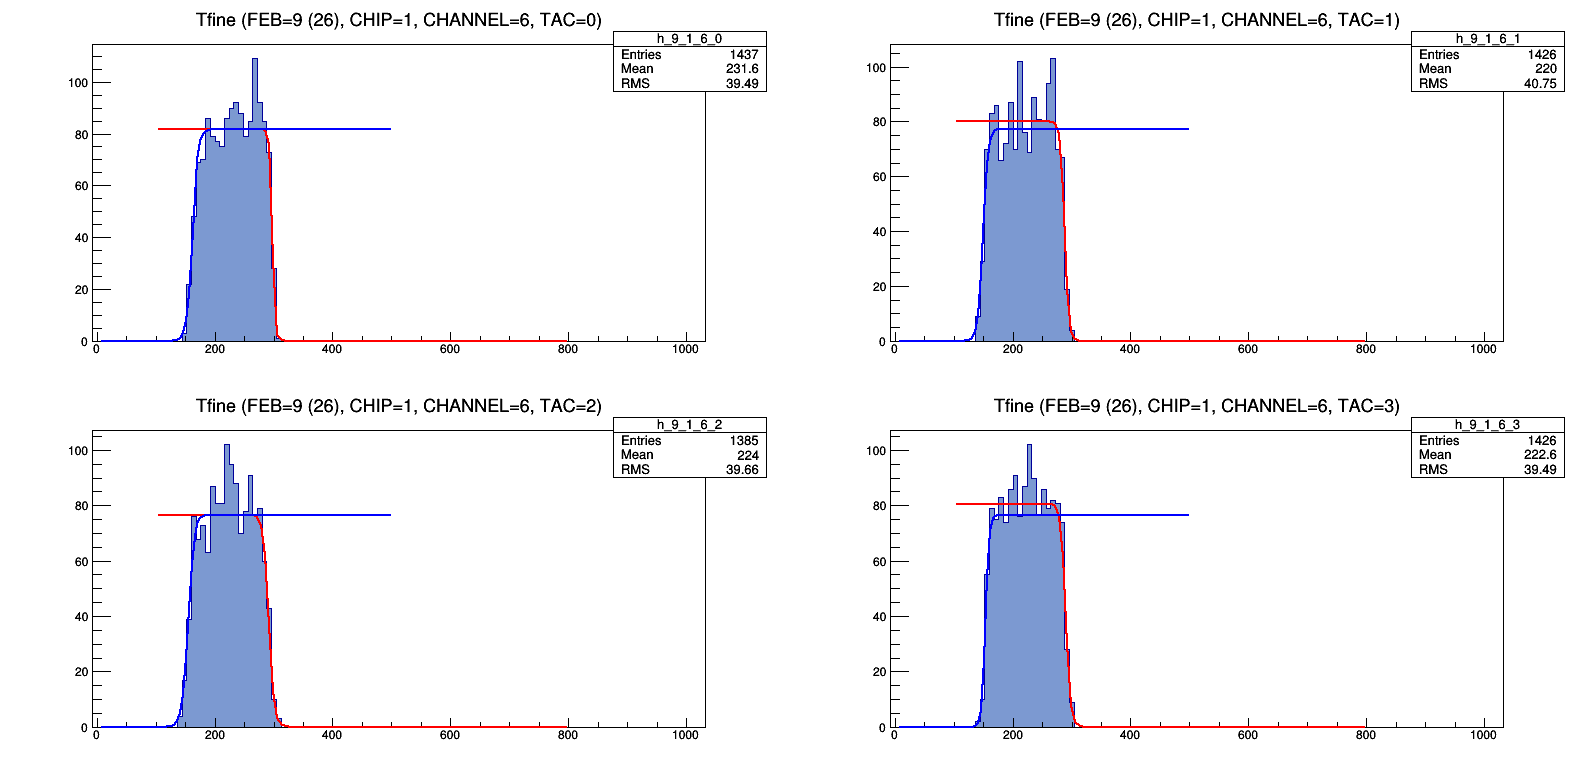 Tfine (FEB=9 (26), CHIP=1, CHANNEL=6, TAC=0)
h_9_1_6_0
Entries 1437
Mean 231.6
RMS 39.49
100
80
60
40
20
0
0 200 400 600 800 1000
Tfine (FEB=9 (26), CHIP=1, CHANNEL=6, TAC=1)
h_9_1_6_1
Entries 1426
Mean 220
RMS 40.75
100
80
60
40
20
0
0 200 400 600 800 1000
Tfine (FEB=9 (26), CHIP=1, CHANNEL=6, TAC=2)
h_9_1_6_2
Entries 1385
Mean 224
RMS 39.66
100
80
60
40
20
0
0 200 400 600 800 1000
Tfine (FEB=9 (26), CHIP=1, CHANNEL=6, TAC=3)
h_9_1_6_3
Entries 1426
Mean 222.6
RMS 39.49
100
80
60
40
20
0
0 200 400 600 800 1000